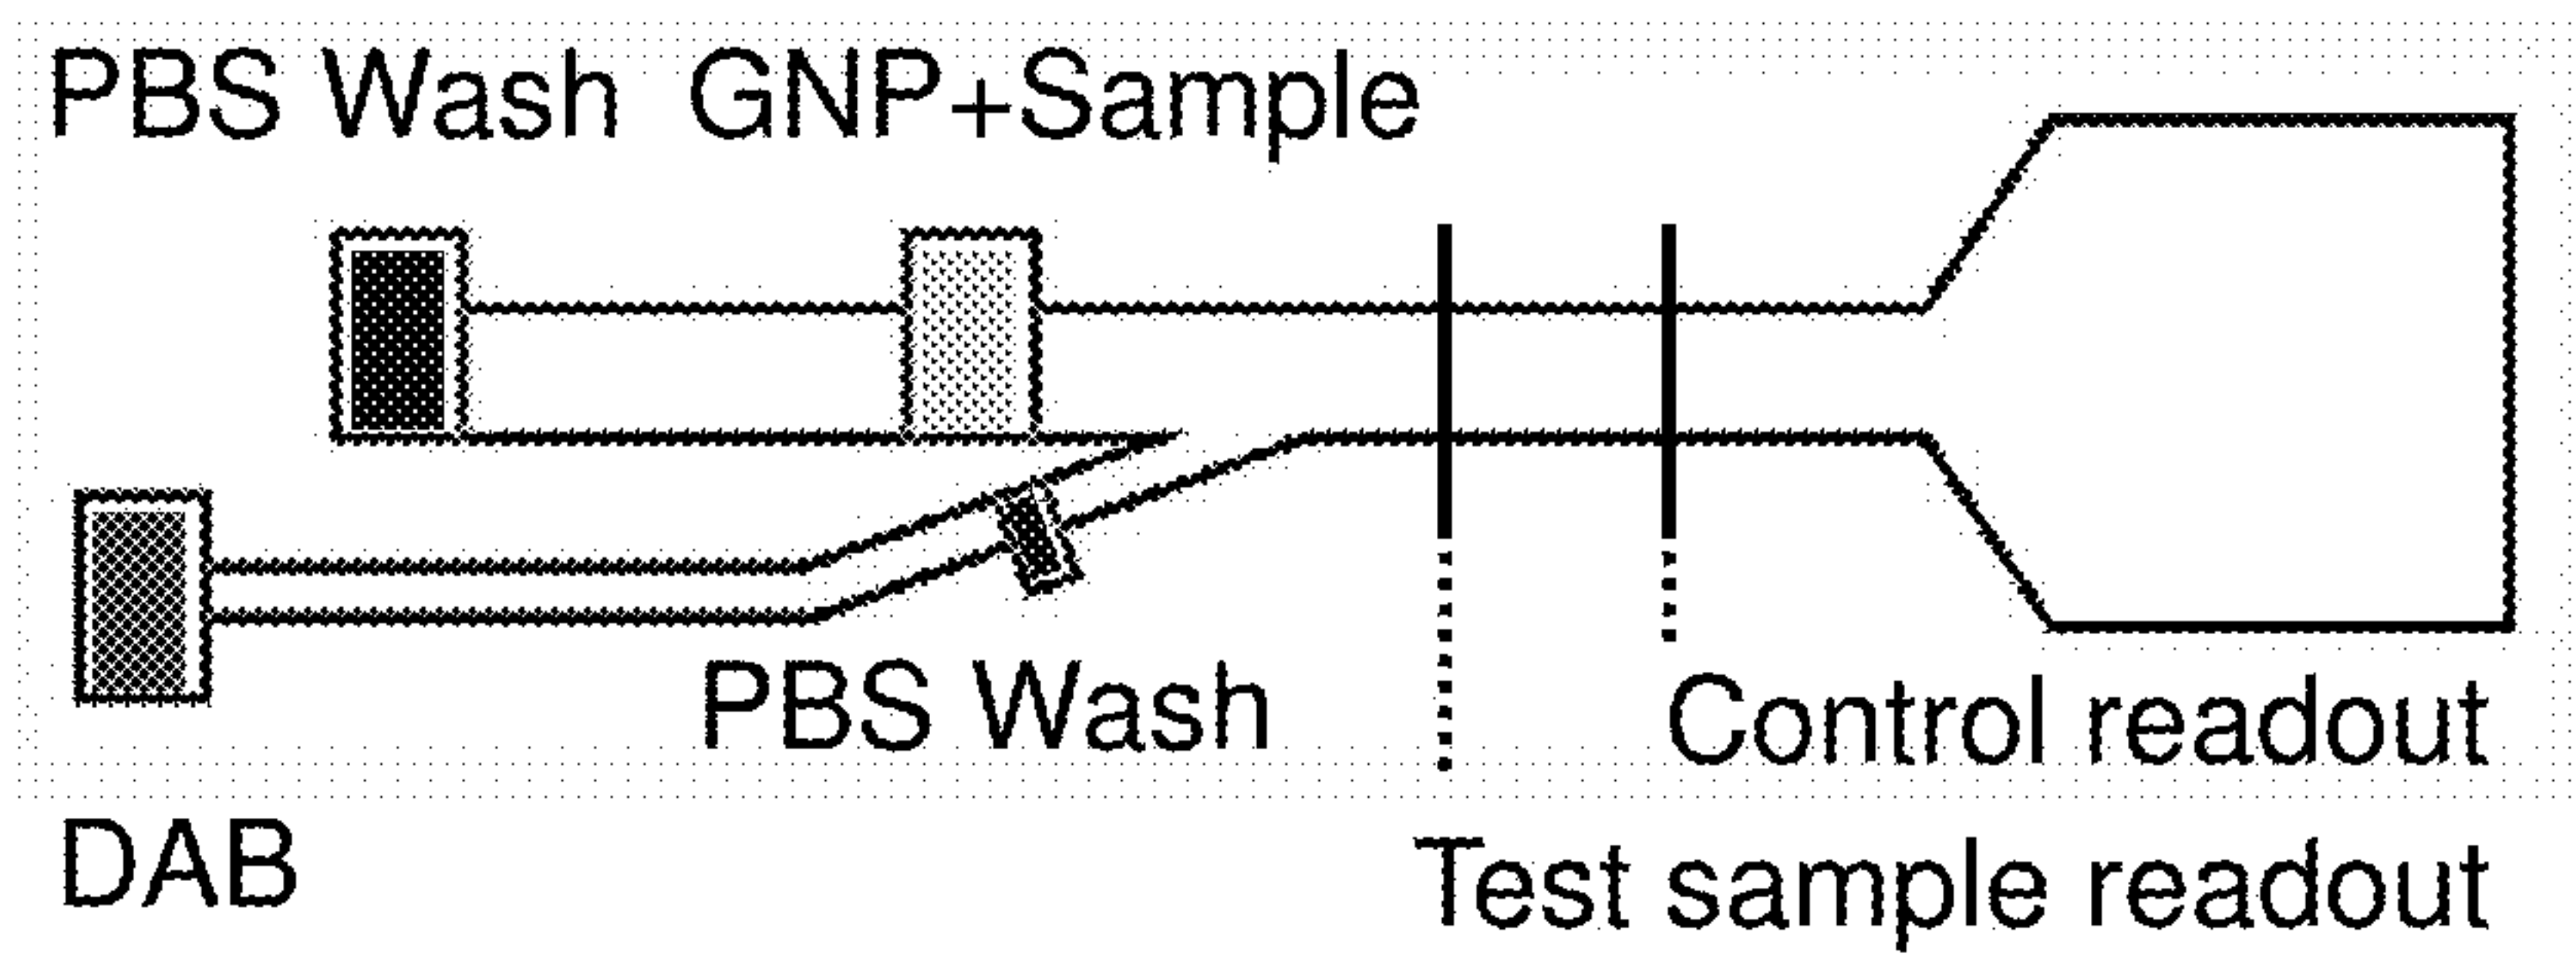 PBS Wash GNP+Sample
PBS Wash
Control readout
DAB
Test sample readout